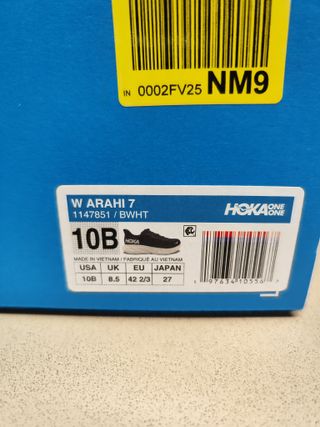 IN 0002FV25 NM9
W ARAHI 7
1147851 / BWHT
HOKA ONE ONE
10B
HOKA
MADE IN VIETNAM / FABRIQUÉ AU VIETNAM
USA UK EU JAPAN
10B 8.5 42 2/3 27